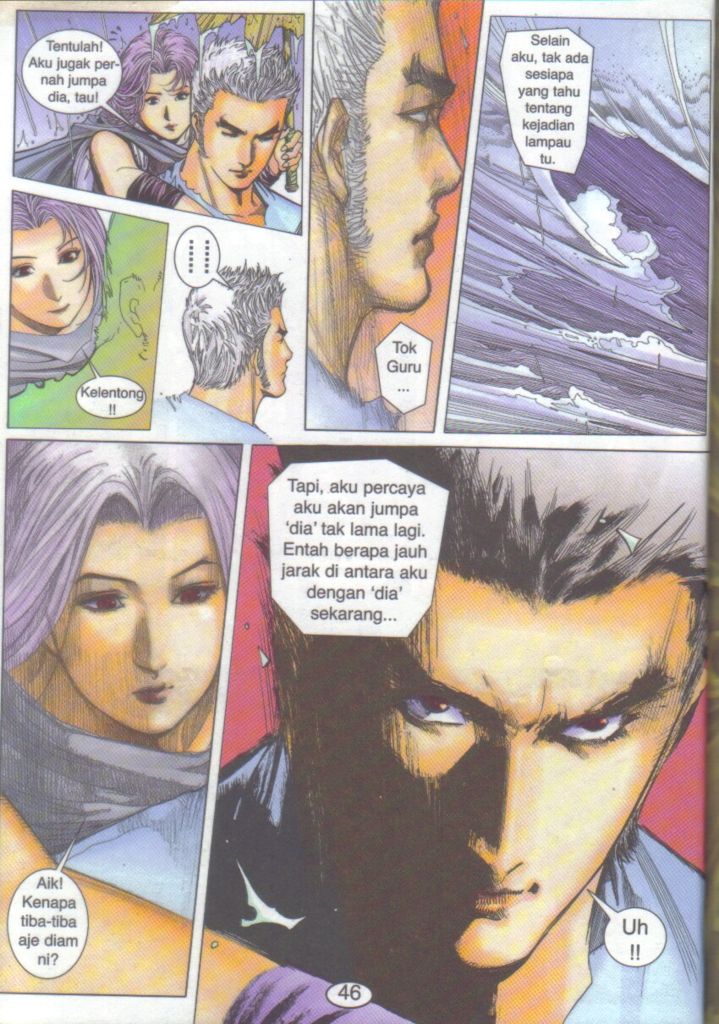 Tentulah!
Aku jugak per-
nah jumpa
dia, tau!
Kelentong
!!
Tok
Guru
...
Selain
aku, tak ada
sesiapa
yang tahu
tentang
kejadian
lampau
tu.
Aik!
Kenapa
tiba-tiba
aje diam
ni?
Tapi, aku percaya
aku akan jumpa
‘dia’ tak lama lagi.
Entah berapa jauh
jarak di antara aku
dengan ‘dia’
sekarang...
Uh
!!
46